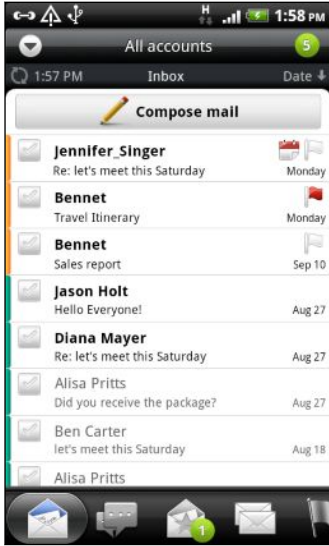 H
1:58 PM
All accounts
5
1:57 PM
Inbox
Date
Compose mail
Jennifer_Singer
Re: let's meet this Saturday
Monday
Bennet
Travel Itinerary
Monday
Bennet
Sales report
Sep 10
Jason Holt
Hello Everyone!
Aug 27
Diana Mayer
Re: let's meet this Saturday
Aug 27
Alisa Pritts
Did you receive the package?
Aug 27
Ben Carter
let's meet this Saturday
Aug 18
Alisa Pritts
1